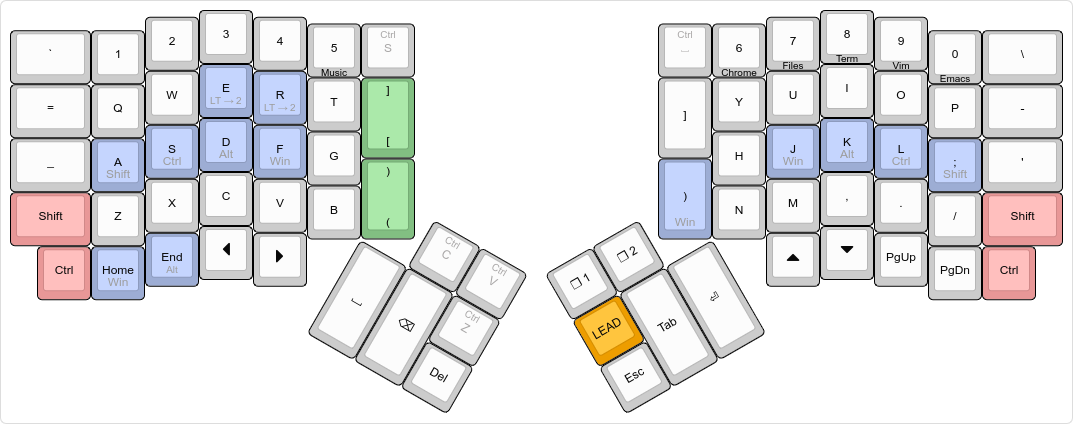 ` 1 2 3 4 5 Ctrl S
Music
= Q W E LT → 2 R LT → 2 T ] [
_ A Shift S Ctrl D Alt F Win G
Shift Z X C V B ) (
Ctrl Home Win End Alt
Ctrl C
Ctrl V
Ctrl Z
Del
Ctrl _ 6 7 8 9 0 \
Chrome Files Term Vim Emacs
] Y U I O P -
H J Win K Alt L Ctrl ; Shift '
) Win N M , . / Shift
PgUp PgDn Ctrl
1 2
LEAD Tab
Esc